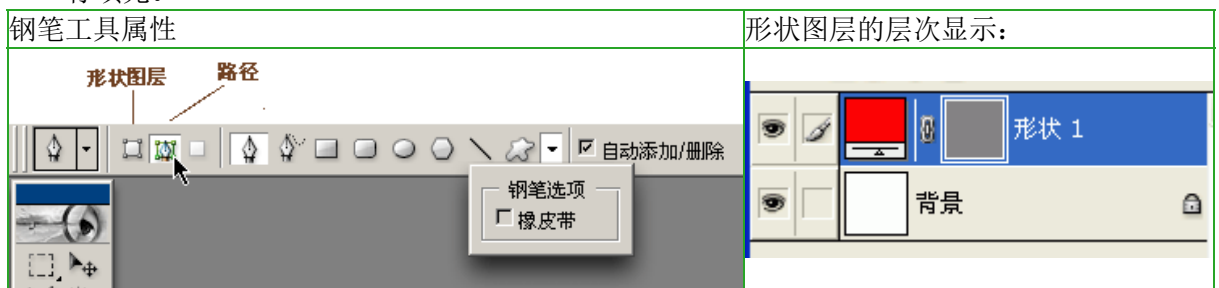 钢笔工具属性
形状图层的层次显示：
形状图层
路径
自动添加/删除
钢笔选项
橡皮带
形状 1
背景